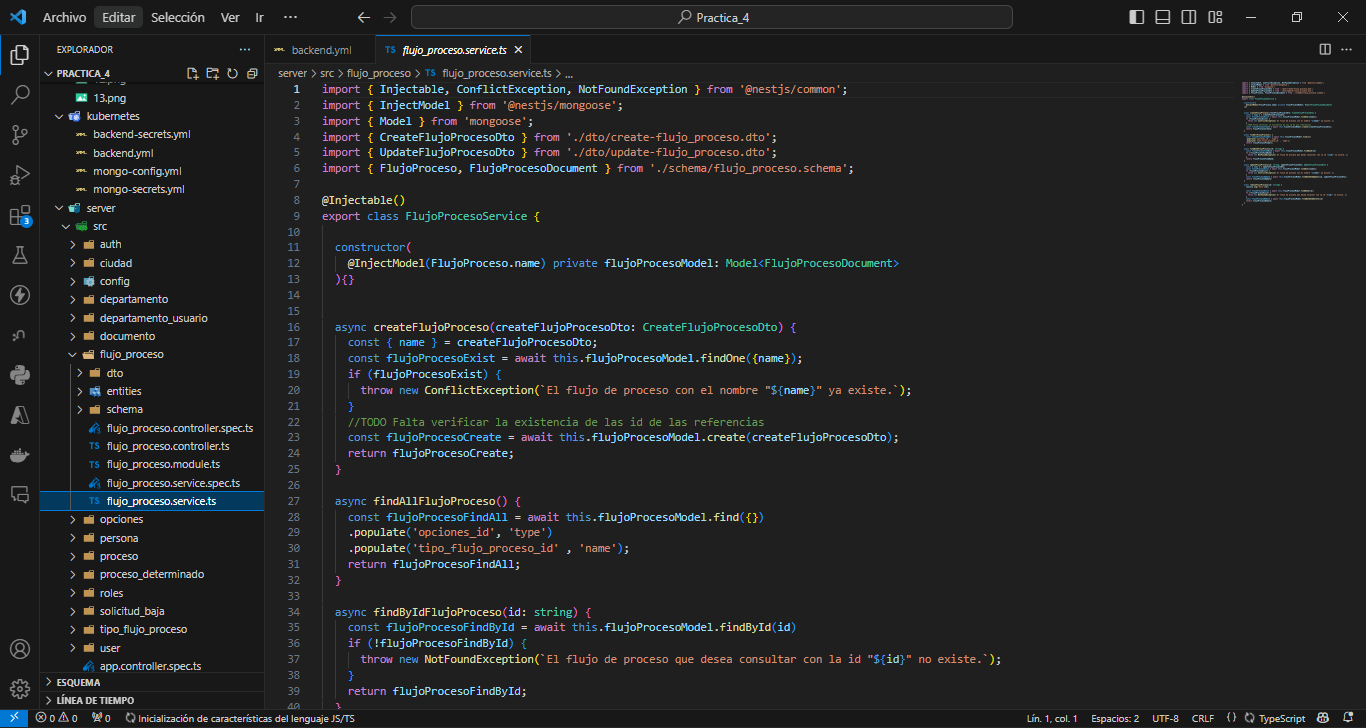 Archivo Editar Selección Ver Ir ···
Practica_4
EXPLORADOR
PRACTICA_4
13.png
kubernetes
backend-secrets.yml
backend.yml
mongo-config.yml
mongo-secrets.yml
server
src
auth
ciudad
config
departamento
departamento_usuario
documento
flujo_proceso
dto
entities
schema
flujo_proceso.controller.spec.ts
TS flujo_proceso.controller.ts
TS flujo_proceso.module.ts
flujo_proceso.service.spec.ts
TS flujo_proceso.service.ts
opciones
persona
proceso
proceso_determinado
roles
solicitud_baja
tipo_flujo_proceso
user
app.controller.spec.ts
ESQUEMA
LÍNEA DE TIEMPO
3
backend.yml TS flujo_proceso.service.ts
server > src > flujo_proceso > TS flujo_proceso.service.ts > ...
1 import { Injectable, ConflictException, NotFoundException } from '@nestjs/common';
2 import { InjectModel } from '@nestjs/mongoose';
3 import { Model } from 'mongoose';
4 import { CreateFlujoProcesoDto } from './dto/create-flujo_proceso.dto';
5 import { UpdateFlujoProcesoDto } from './dto/update-flujo_proceso.dto';
6 import { FlujoProceso, FlujoProcesoDocument } from './schema/flujo_proceso.schema';
7
8 @Injectable()
9 export class FlujoProcesoService {
10
11 constructor(
12 @InjectModel(FlujoProceso.name) private flujoProcesoModel: Model<FlujoProcesoDocument>
13 ){}
14
15
16 async createFlujoProceso(createFlujoProcesoDto: CreateFlujoProcesoDto) {
17 const { name } = createFlujoProcesoDto;
18 const flujoProcesoExist = await this.flujoProcesoModel.findOne({name});
19 if (flujoProcesoExist) {
20 throw new ConflictException(`El flujo de proceso con el nombre "${name}" ya existe.`);
21 }
22 //TODO Falta verificar la existencia de las id de las referencias
23 const flujoProcesoCreate = await this.flujoProcesoModel.create(createFlujoProcesoDto);
24 return flujoProcesoCreate;
25 }
26
27 async findAllFlujoProceso() {
28 const flujoProcesoFindAll = await this.flujoProcesoModel.find({})
29 .populate('opciones_id', 'type')
30 .populate('tipo_flujo_proceso_id' , 'name');
31 return flujoProcesoFindAll;
32 }
33
34 async findByIdFlujoProceso(id: string) {
35 const flujoProcesoFindById = await this.flujoProcesoModel.findById(id)
36 if (!flujoProcesoFindById) {
37 throw new NotFoundException(`El flujo de proceso que desea consultar con la id "${id}" no existe.`);
38 }
39 return flujoProcesoFindById;
40 }
0 0 0 Inicialización de características del lenguaje JS/TS
Lín. 1, col. 1 Espacios: 2 UTF-8 CRLF {} TypeScript